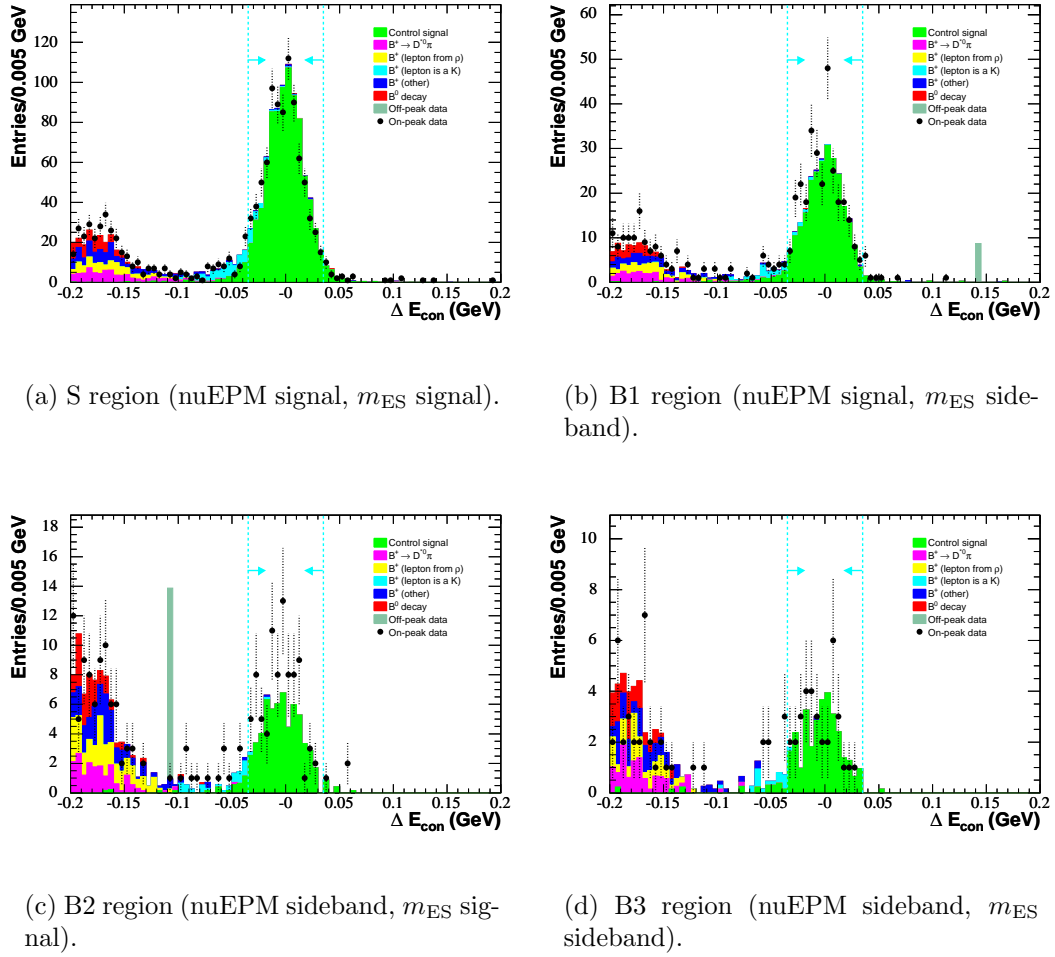 Entries/0.005 GeV
120
100
80
60
40
20
0
-0.2 -0.15 -0.1 -0.05 -0 0.05 0.1 0.15 0.2
Δ E_con (GeV)
Control signal
B⁺ → D*⁰π
B⁺ (lepton from ρ)
B⁺ (lepton is a K)
B⁺ (other)
B⁰ decay
Off-peak data
On-peak data
(a) S region (nuEPM signal, m_ES signal).
Entries/0.005 GeV
60
50
40
30
20
10
0
-0.2 -0.15 -0.1 -0.05 -0 0.05 0.1 0.15 0.2
Δ E_con (GeV)
Control signal
B⁺ → D*⁰π
B⁺ (lepton from ρ)
B⁺ (lepton is a K)
B⁺ (other)
B⁰ decay
Off-peak data
On-peak data
(b) B1 region (nuEPM signal, m_ES side-
band).
Entries/0.005 GeV
18
16
14
12
10
8
6
4
2
0
-0.2 -0.15 -0.1 -0.05 -0 0.05 0.1 0.15 0.2
Δ E_con (GeV)
Control signal
B⁺ → D*⁰π
B⁺ (lepton from ρ)
B⁺ (lepton is a K)
B⁺ (other)
B⁰ decay
Off-peak data
On-peak data
(c) B2 region (nuEPM sideband, m_ES sig-
nal).
Entries/0.005 GeV
10
8
6
4
2
0
-0.2 -0.15 -0.1 -0.05 -0 0.05 0.1 0.15 0.2
Δ E_con (GeV)
Control signal
B⁺ → D*⁰π
B⁺ (lepton from ρ)
B⁺ (lepton is a K)
B⁺ (other)
B⁰ decay
Off-peak data
On-peak data
(d) B3 region (nuEPM sideband, m_ES
sideband).